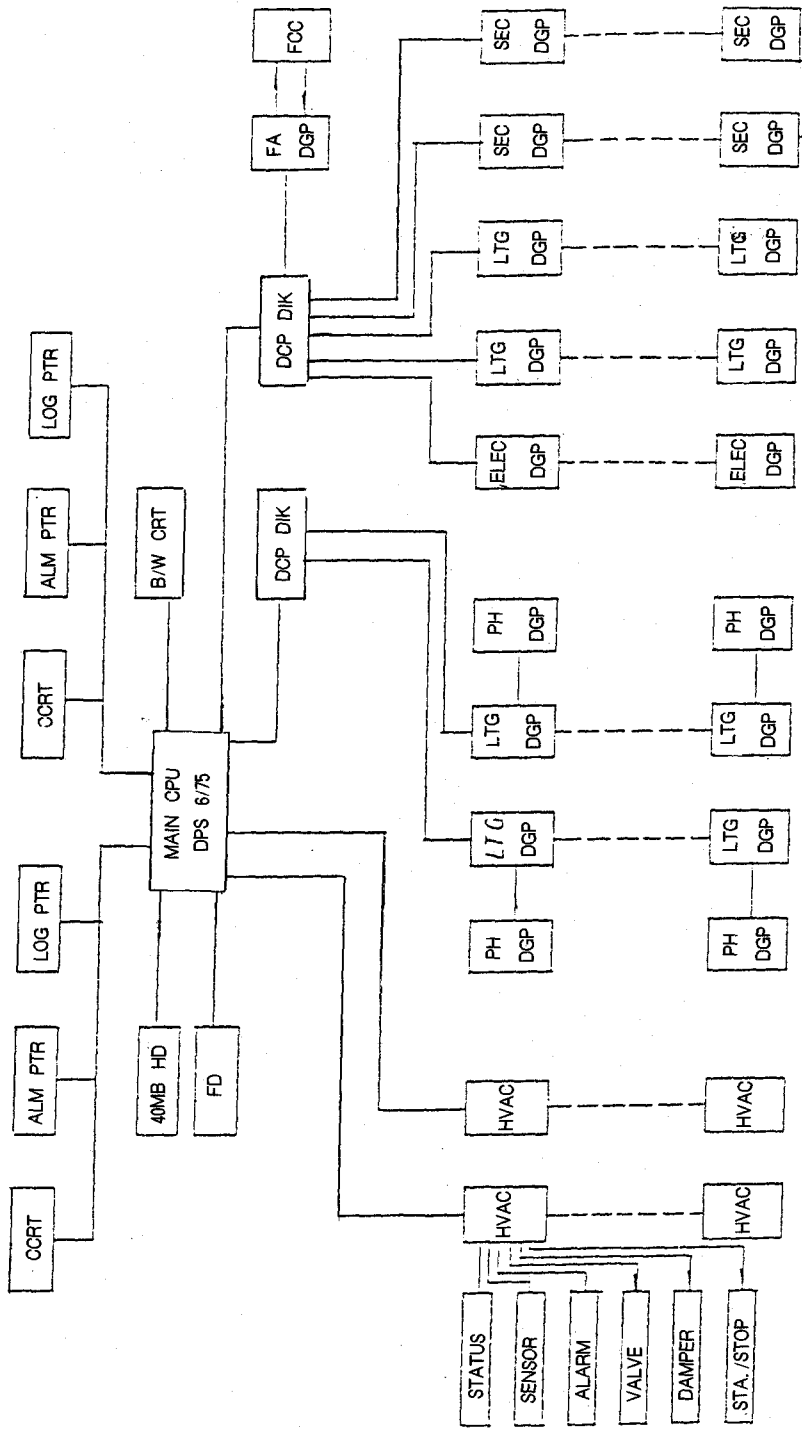 CCRT
ALM PTR
LOG PTR
CCRT
ALM PTR
LOG PTR
40MB HD
FD
MAIN CPU
DPS 6/75
B/W CRT
DCP DIK
DCP DIK
FA
DGP
FCC
STATUS
SENSOR
ALARM
VALVE
DAMPER
STA./STOP
HVAC
HVAC
PH
DGP
LTG
DGP
LTG
DGP
PH
DGP
ELEC
DGP
LTG
DGP
LTG
DGP
SEC
DGP
SEC
DGP
HVAC
HVAC
PH
DGP
LTG
DGP
LTG
DGP
PH
DGP
ELEC
DGP
LTG
DGP
LTG
DGP
SEC
DGP
SEC
DGP